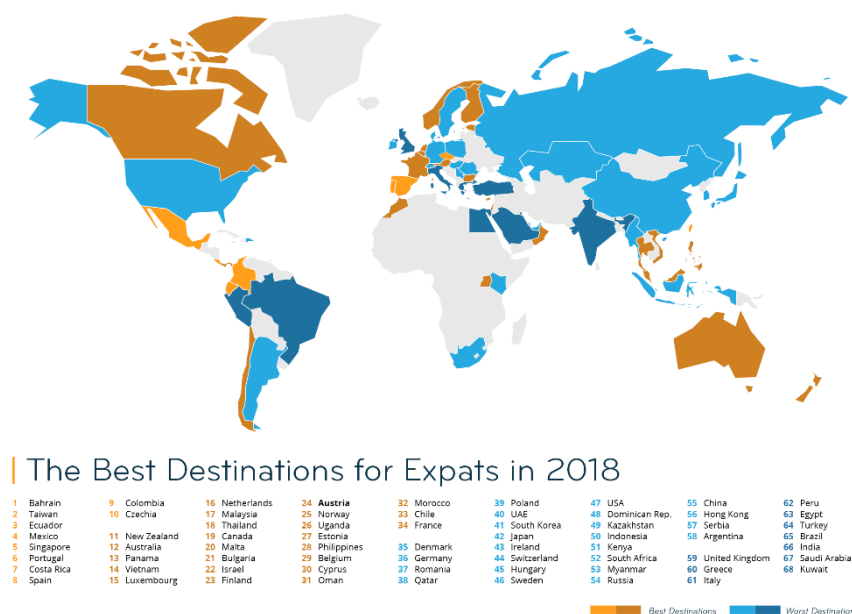 The Best Destinations for Expats in 2018
1 Bahrain
2 Taiwan
3 Ecuador
4 Mexico
5 Singapore
6 Portugal
7 Costa Rica
8 Spain
9 Colombia
10 Czechia
11 New Zealand
12 Australia
13 Panama
14 Vietnam
15 Luxembourg
16 Netherlands
17 Malaysia
18 Thailand
19 Canada
20 Malta
21 Bulgaria
22 Israel
23 Finland
24 Austria
25 Norway
26 Uganda
27 Estonia
28 Philippines
29 Belgium
30 Cyprus
31 Oman
32 Morocco
33 Chile
34 France
35 Denmark
36 Germany
37 Romania
38 Qatar
39 Poland
40 UAE
41 South Korea
42 Japan
43 Ireland
44 Switzerland
45 Hungary
46 Sweden
47 USA
48 Dominican Rep.
49 Kazakhstan
50 Indonesia
51 Kenya
52 South Africa
53 Myanmar
54 Russia
55 China
56 Hong Kong
57 Serbia
58 Argentina
59 United Kingdom
60 Greece
61 Italy
62 Peru
63 Egypt
64 Turkey
65 Brazil
66 India
67 Saudi Arabia
68 Kuwait
Best Destinations
Worst Destination